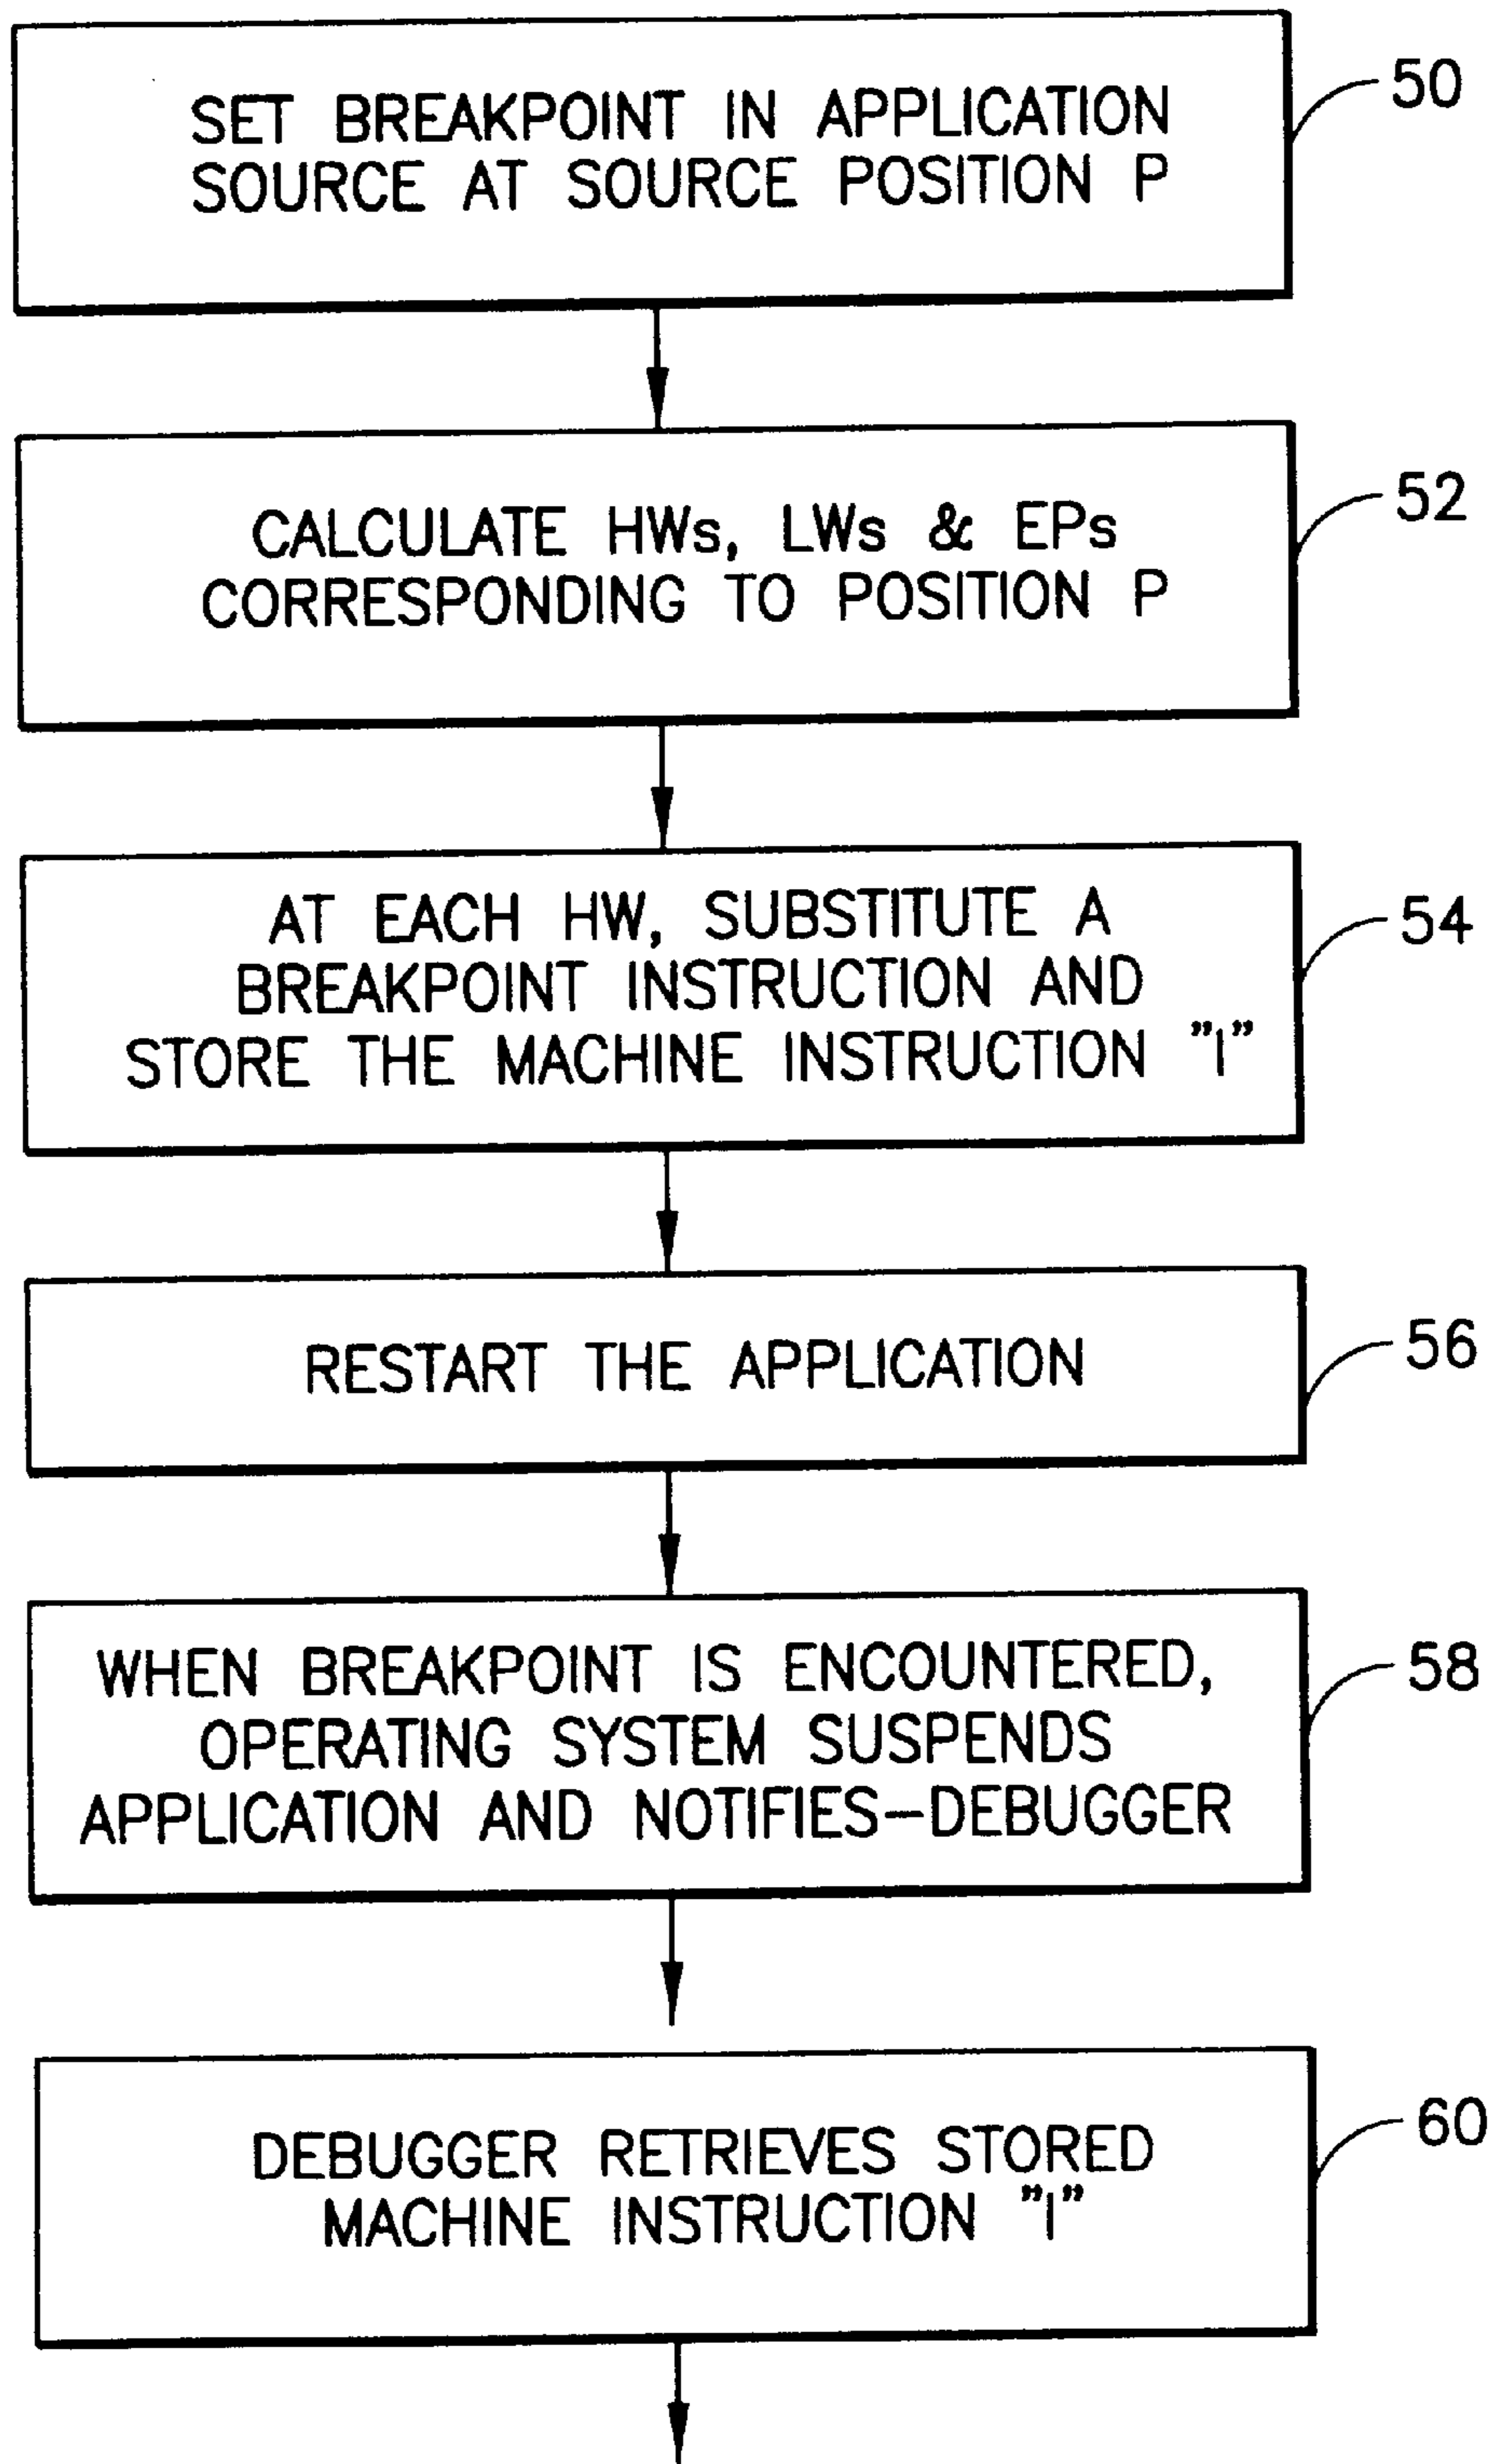 SET BREAKPOINT IN APPLICATION
SOURCE AT SOURCE POSITION P
50
CALCULATE HWs, LWs & EPs
CORRESPONDING TO POSITION P
52
AT EACH HW, SUBSTITUTE A
BREAKPOINT INSTRUCTION AND
STORE THE MACHINE INSTRUCTION "I"
54
RESTART THE APPLICATION
56
WHEN BREAKPOINT IS ENCOUNTERED,
OPERATING SYSTEM SUSPENDS
APPLICATION AND NOTIFIES–DEBUGGER
58
DEBUGGER RETRIEVES STORED
MACHINE INSTRUCTION "I"
60